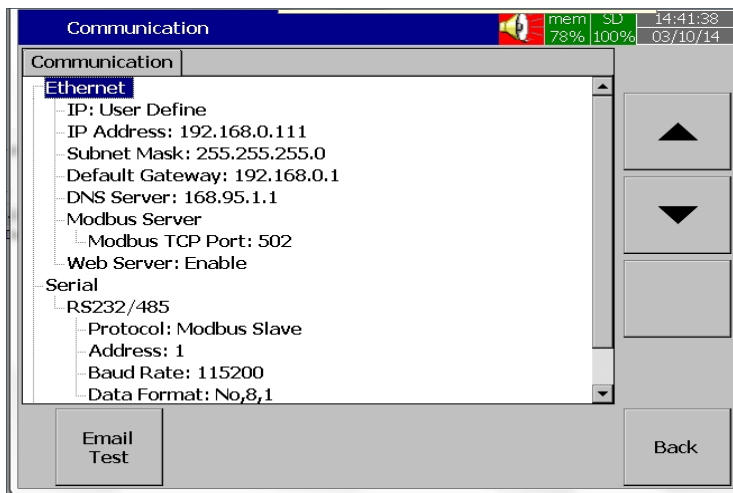 Communication
mem SD 14:41:38
78% 100% 03/10/14
Communication
Ethernet
IP: User Define
IP Address: 192.168.0.111
Subnet Mask: 255.255.255.0
Default Gateway: 192.168.0.1
DNS Server: 168.95.1.1
Modbus Server
Modbus TCP Port: 502
Web Server: Enable
Serial
RS232/485
Protocol: Modbus Slave
Address: 1
Baud Rate: 115200
Data Format: No,8,1
Email
Test
Back